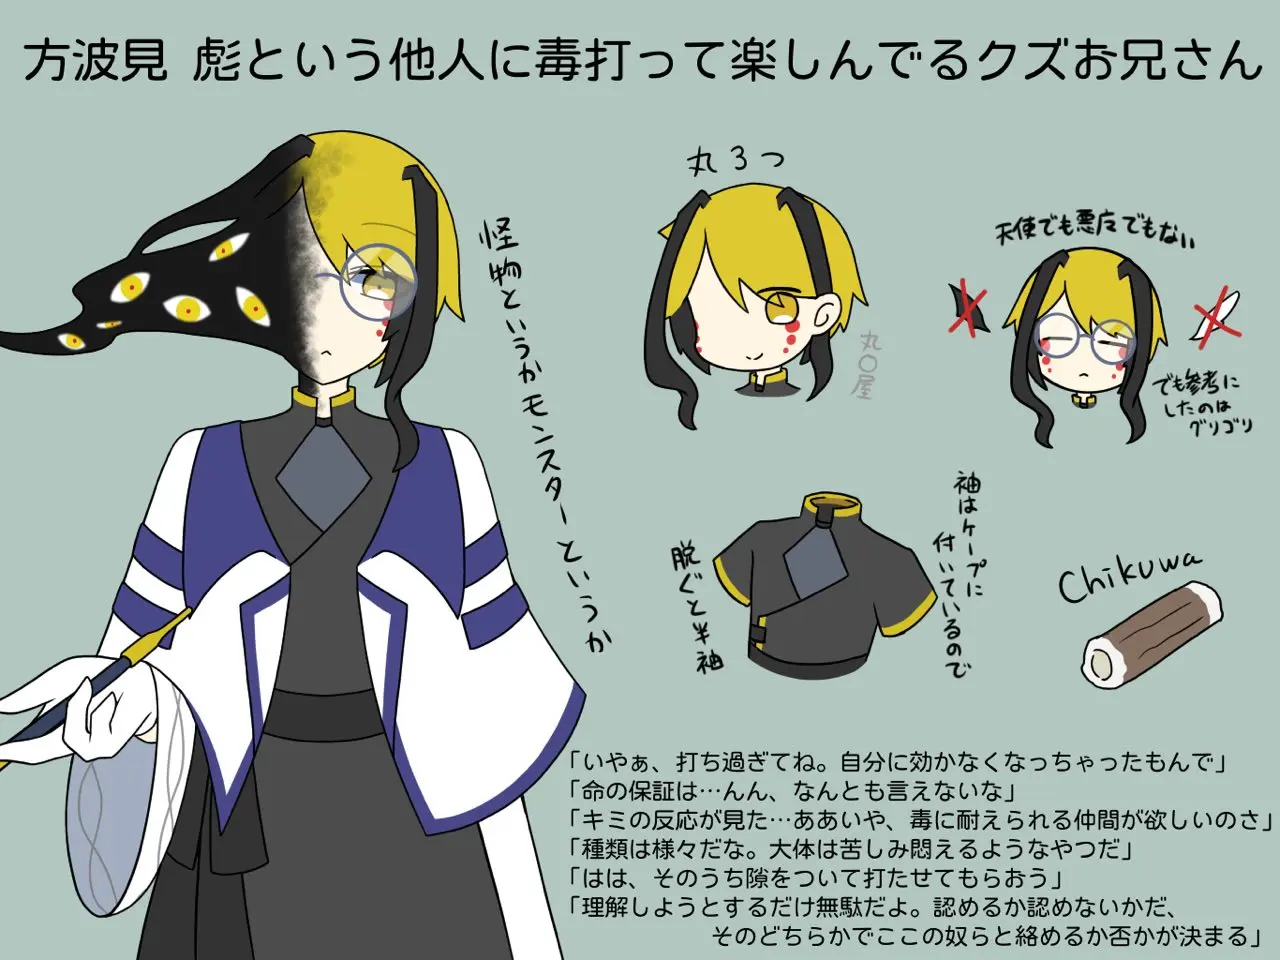 方波見 彪という他人に毒打って楽しんでるクズお兄さん
怪物というかモンスターというか
丸3つ
丸〇屋
天使でも悪魔でもない
でも参考に
したのは
グリゴリ
袖はケープに
付いているので
脱ぐと半袖
Chikuwa
「いやぁ、打ち過ぎてね。自分に効かなくなっちゃったもんで」
「命の保証は…んん、なんとも言えないな」
「キミの反応が見た…ああいや、毒に耐えられる仲間が欲しいのさ」
「種類は様々だな。大体は苦しみ悶えるようなやつだ」
「はは、そのうち隙をついて打たせてもらおう」
「理解しようとするだけ無駄だよ。認めるか認めないかだ、
そのどちらかでここの奴らと絡めるか否かが決まる」